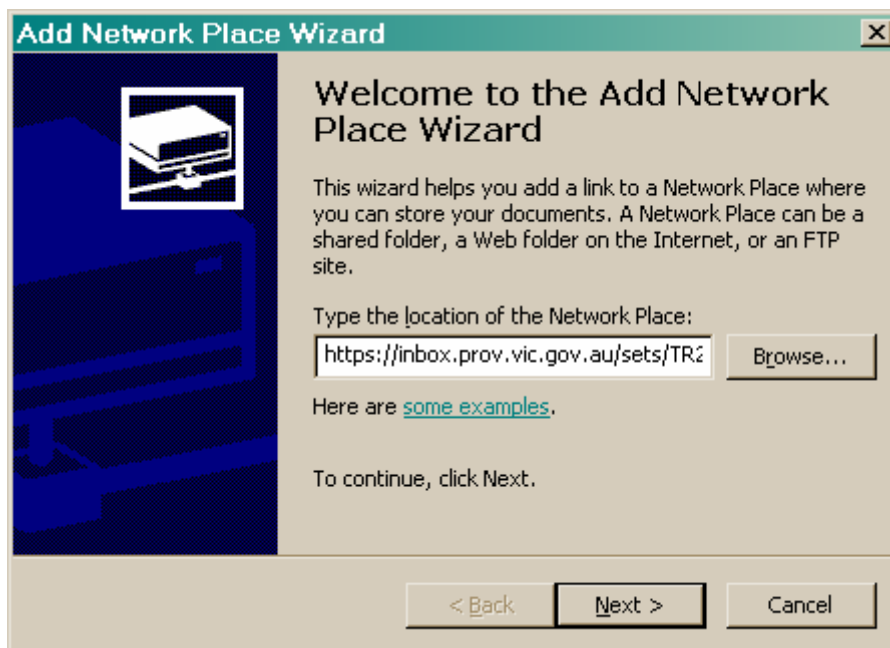 Add Network Place Wizard
Welcome to the Add Network
Place Wizard
This wizard helps you add a link to a Network Place where
you can store your documents. A Network Place can be a
shared folder, a Web folder on the Internet, or an FTP
site.
Type the location of the Network Place:
https://inbox.prov.vic.gov.au/sets/TR2
Browse...
Here are some examples.
To continue, click Next.
< Back
Next >
Cancel